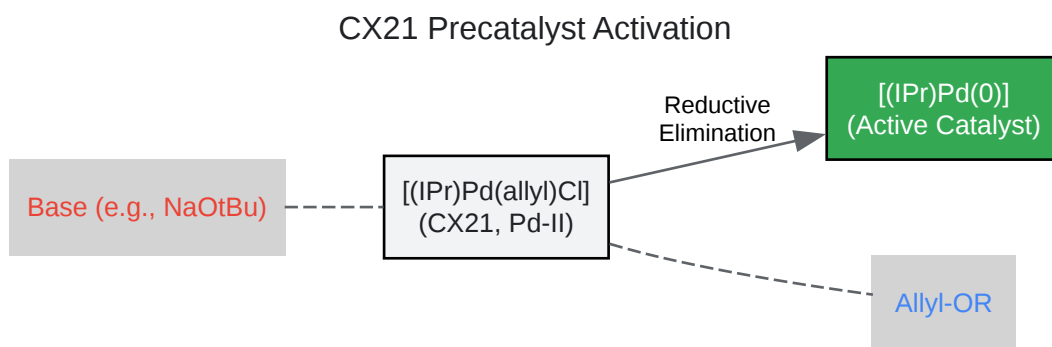 CX21 Precatalyst Activation
[(IPr)Pd(0)]
(Active Catalyst)
Reductive
Elimination
Base (e.g., NaOtBu)
[(IPr)Pd(allyl)Cl]
(CX21, Pd-II)
Allyl-OR